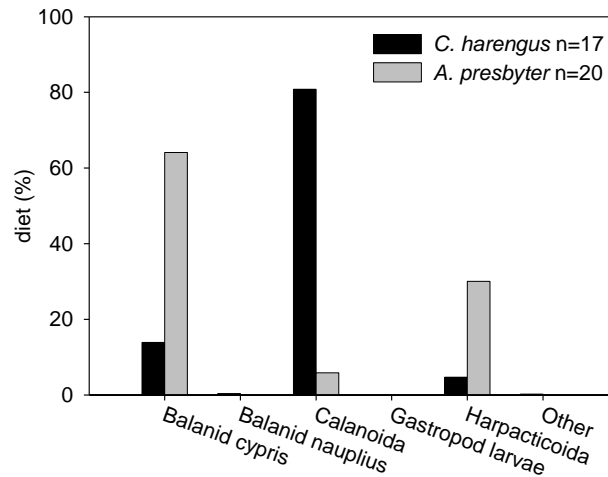 100
80
60
40
20
0
diet (%)
C. harengus n=17
A. presbyter n=20
Balanid cypris
Balanid nauplius
Calanoida
Gastropod larvae
Harpacticoida
Other